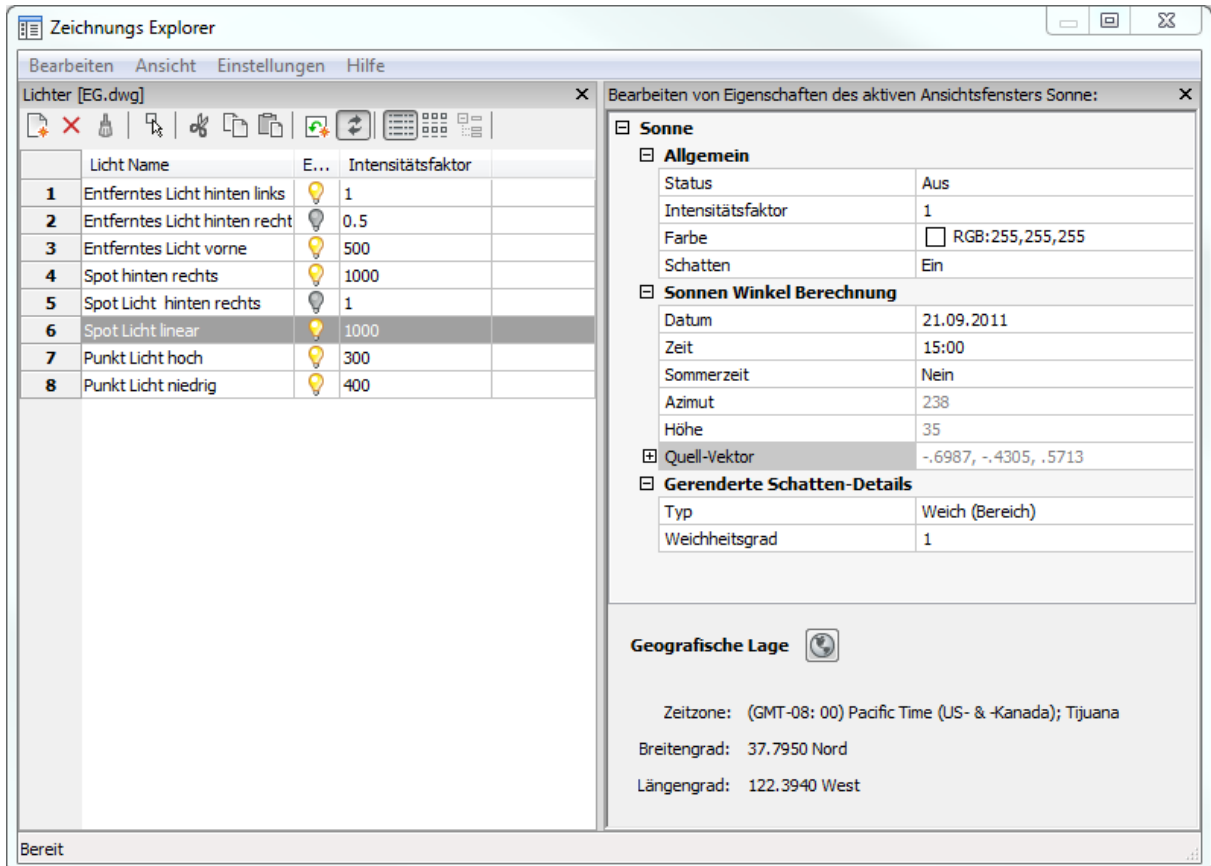 Zeichnungs Explorer
Bearbeiten Ansicht Einstellungen Hilfe
Lichter [EG.dwg]
Licht Name E... Intensitätsfaktor
1 Entferntes Licht hinten links 1
2 Entferntes Licht hinten recht 0.5
3 Entferntes Licht vorne 500
4 Spot hinten rechts 1000
5 Spot Licht hinten rechts 1
6 Spot Licht linear 1000
7 Punkt Licht hoch 300
8 Punkt Licht niedrig 400
Bearbeiten von Eigenschaften des aktiven Ansichtsfensters Sonne:
Sonne
Allgemein
Status Aus
Intensitätsfaktor 1
Farbe RGB:255,255,255
Schatten Ein
Sonnen Winkel Berechnung
Datum 21.09.2011
Zeit 15:00
Sommerzeit Nein
Azimut 238
Höhe 35
Quell-Vektor -.6987, -.4305, .5713
Gerenderte Schatten-Details
Typ Weich (Bereich)
Weichheitsgrad 1
Geografische Lage
Zeitzone: (GMT-08: 00) Pacific Time (US- & -Kanada); Tijuana
Breitengrad: 37.7950 Nord
Längengrad: 122.3940 West
Bereit